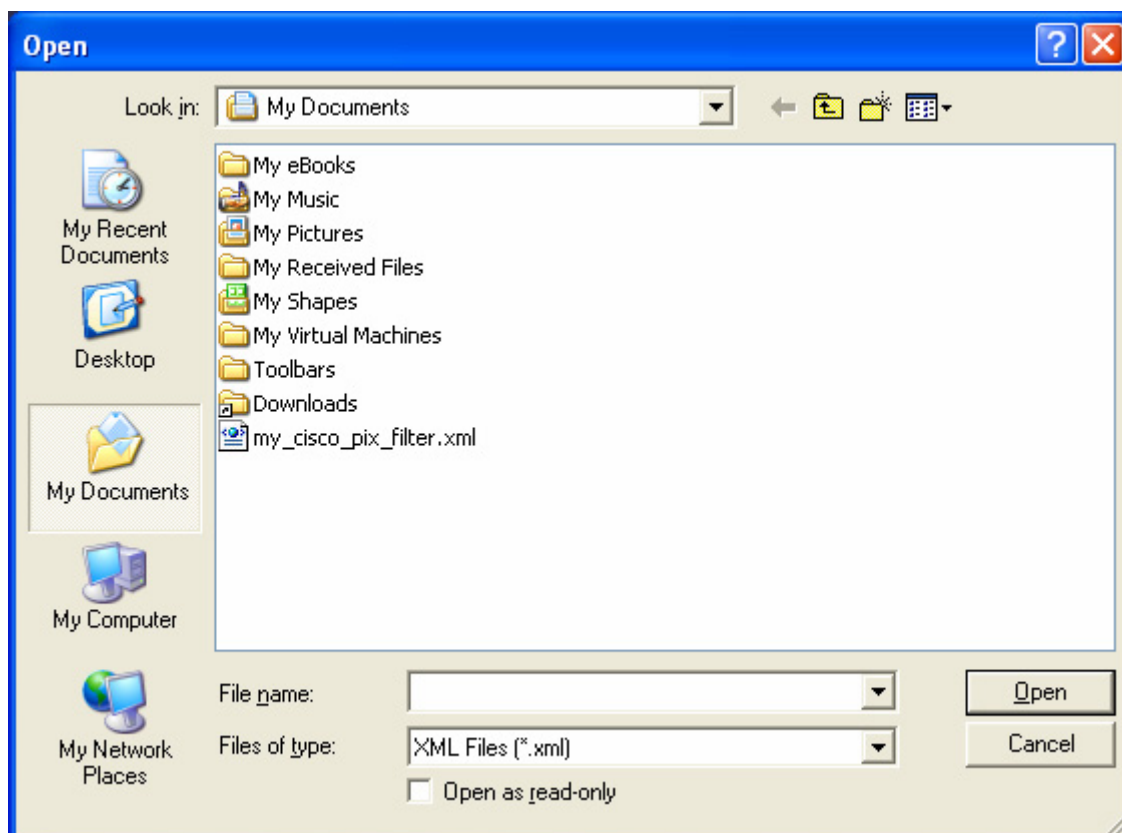 Open
Look in: My Documents
My Recent
Documents
Desktop
My Documents
My Computer
My Network
Places
My eBooks
My Music
My Pictures
My Received Files
My Shapes
My Virtual Machines
Toolbars
Downloads
my_cisco_pix_filter.xml
File name:
Open
Files of type: XML Files (*.xml)
Cancel
Open as read-only